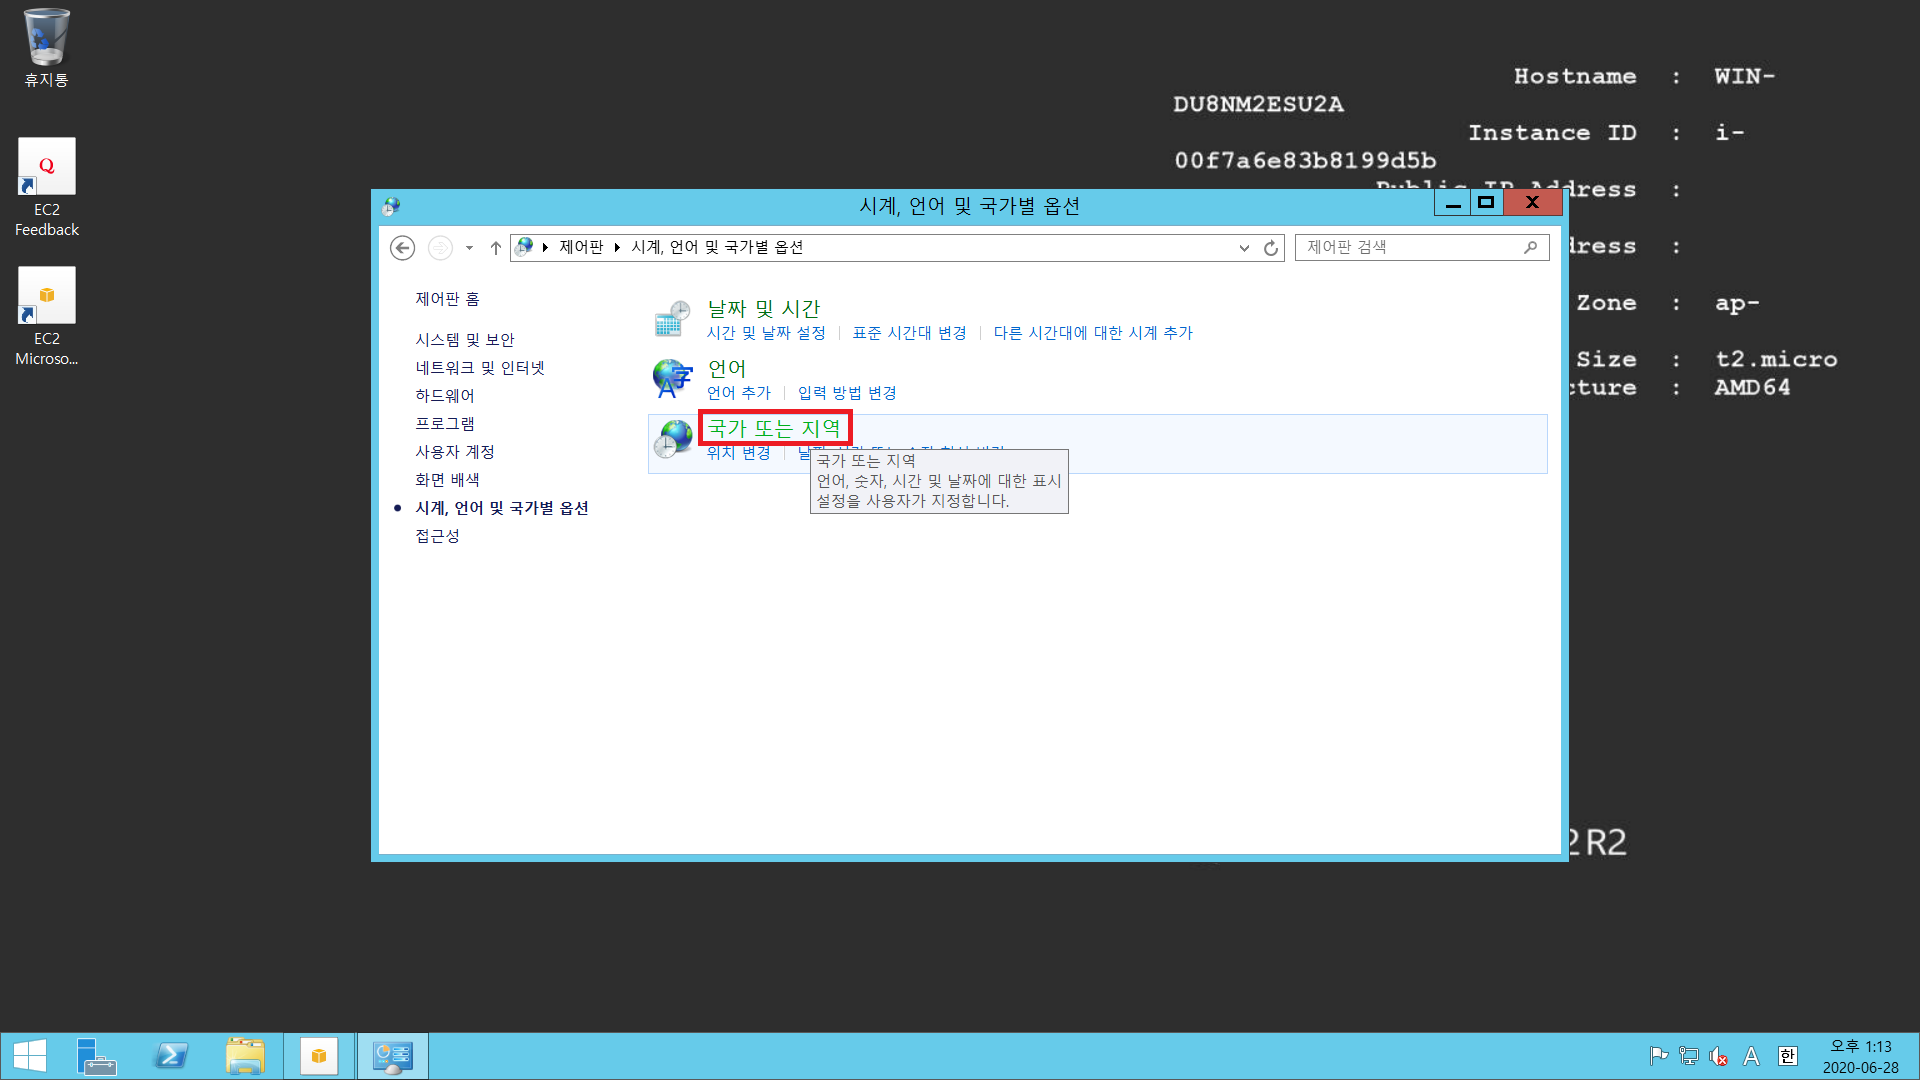 휴지통
EC2
Feedback
EC2
Microso...
Hostname : WIN-
DU8NM2ESU2A
Instance ID : i-
00f7a6e83b8199d5b
Public IP Address :
dress :
Zone : ap-
Size : t2.micro
cture : AMD64
2 R2
시계, 언어 및 국가별 옵션
제어판 시계, 언어 및 국가별 옵션
제어판 검색
제어판 홈
시스템 및 보안
네트워크 및 인터넷
하드웨어
프로그램
사용자 계정
화면 배색
시계, 언어 및 국가별 옵션
접근성
날짜 및 시간
시간 및 날짜 설정 표준 시간대 변경 다른 시간대에 대한 시계 추가
언어
언어 추가 입력 방법 변경
국가 또는 지역
위치 변경
국가 또는 지역
언어, 숫자, 시간 및 날짜에 대한 표시
설정을 사용자가 지정합니다.
A 한
오후 1:13
2020-06-28